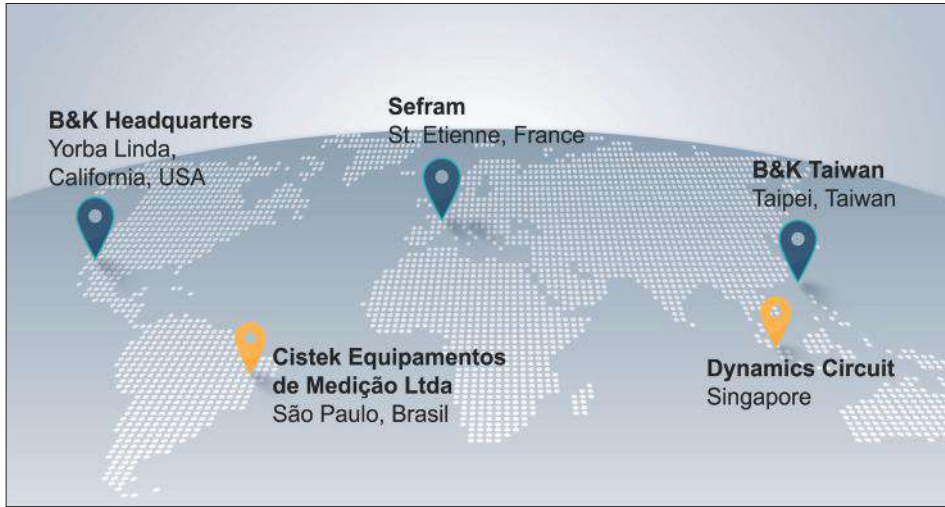 B&K Headquarters
Yorba Linda,
California, USA
Sefram
St. Etienne, France
B&K Taiwan
Taipei, Taiwan
Cistek Equipamentos
de Medição Ltda
São Paulo, Brasil
Dynamics Circuit
Singapore